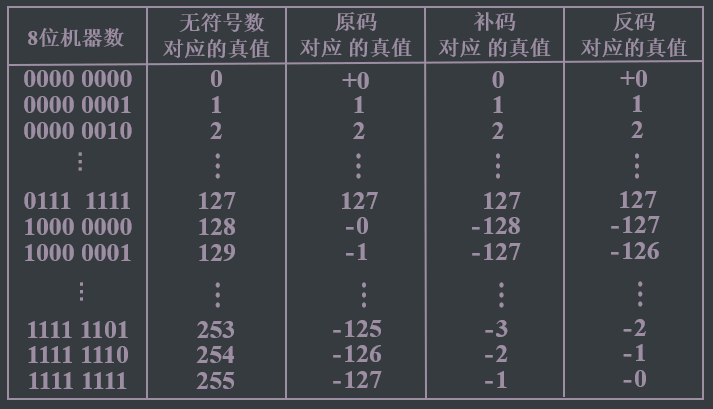 8位机器数 无符号数 对应的真值 原码 对应 的真值 补码 对应 的真值 反码 对应的真值
0000 0000 0 +0 0 +0
0000 0001 1 1 1 1
0000 0010 2 2 2 2
⋮ ⋮ ⋮ ⋮ ⋮
0111 1111 127 127 127 127
1000 0000 128 -0 -128 -127
1000 0001 129 -1 -127 -126
⋮ ⋮ ⋮ ⋮ ⋮
1111 1101 253 -125 -3 -2
1111 1110 254 -126 -2 -1
1111 1111 255 -127 -1 -0